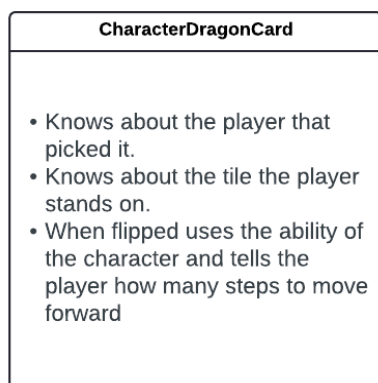 CharacterDragonCard
• Knows about the player that
picked it.
• Knows about the tile the player
stands on.
• When flipped uses the ability of
the character and tells the
player how many steps to move
forward